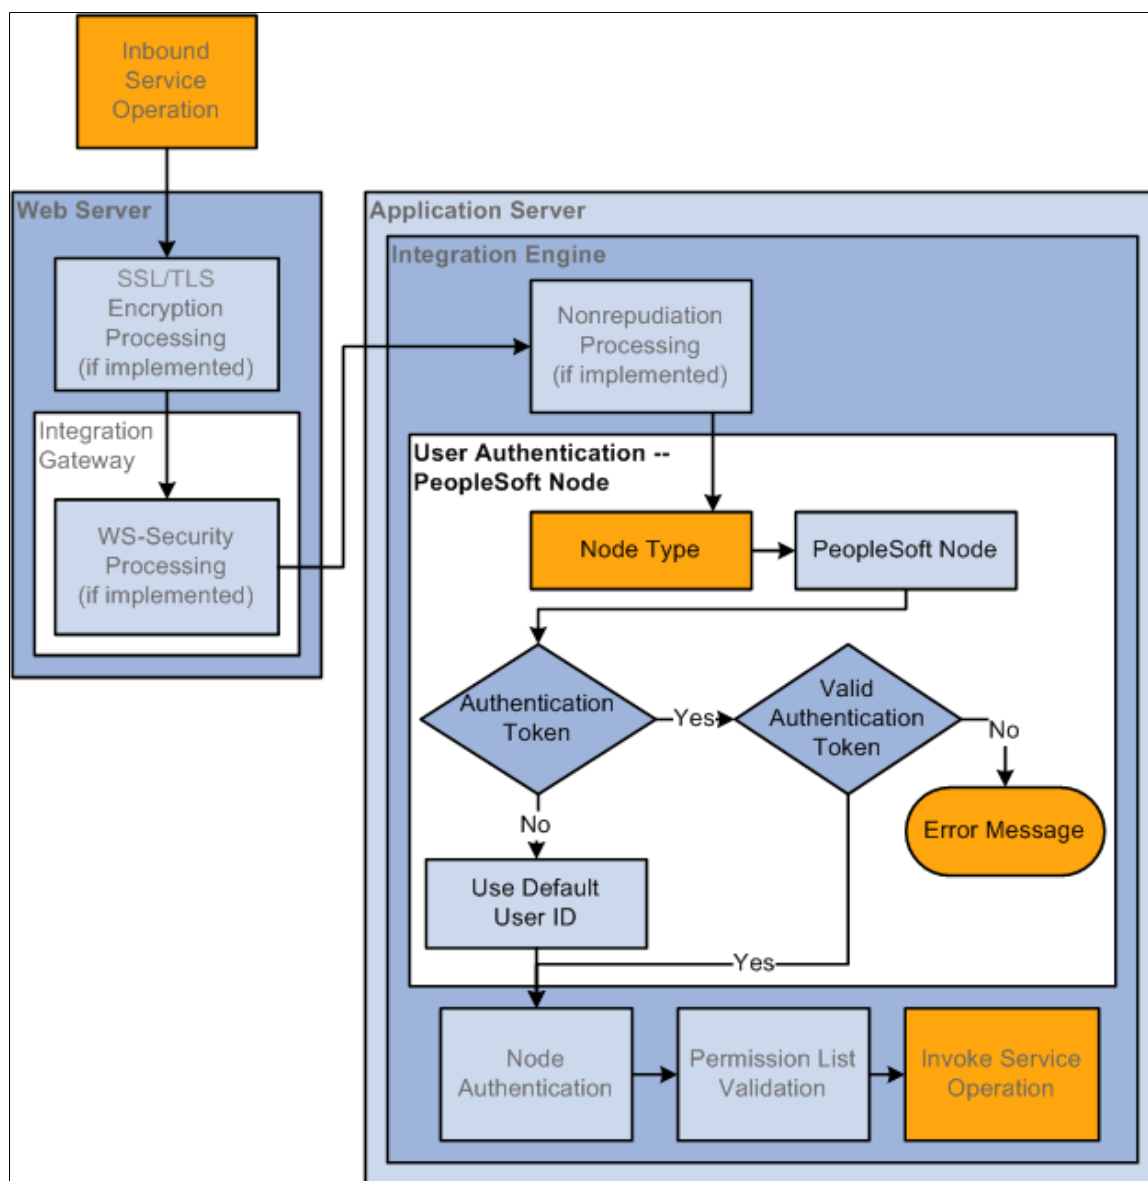 Inbound
Service
Operation
Web Server
SSL/TLS
Encryption
Processing
(if implemented)
Integration
Gateway
WS-Security
Processing
(if implemented)
Application Server
Integration Engine
Nonrepudiation
Processing
(if implemented)
User Authentication --
PeopleSoft Node
Node Type
PeopleSoft Node
Authentication
Token
Yes
Valid
Authentication
Token
No
Error Message
No
Use Default
User ID
Yes
Node
Authentication
Permission List
Validation
Invoke Service
Operation